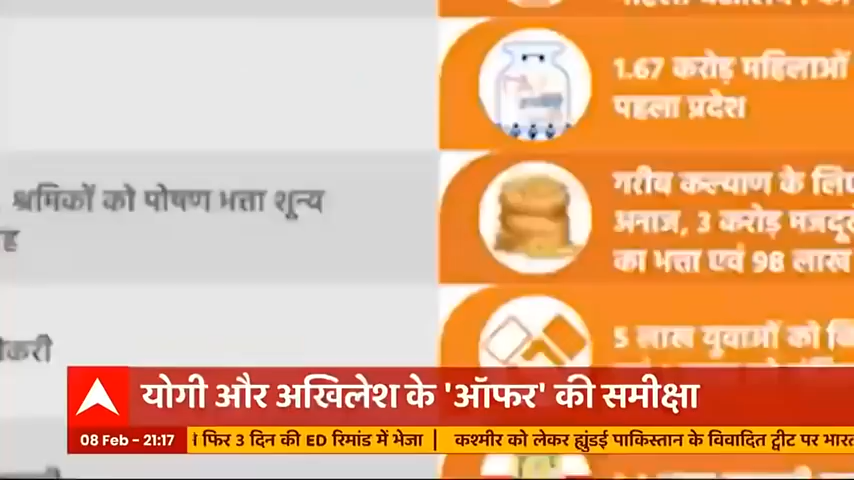 1.67 करोड़ महिलाओं
पहला प्रदेश
श्रमिकों को पोषण भत्ता शून्य
गरीब कल्याण के लिए
अनाज, 3 करोड़ मजदूरों
का भत्ता एवं 98 लाख
5 लाख युवाओं को
योगी और अखिलेश के 'ऑफर' की समीक्षा
08 Feb - 21:17
फिर 3 दिन की ED रिमांड में भेजा | कश्मीर को लेकर ह्युंडई पाकिस्तान के विवादित ट्वीट पर भारत